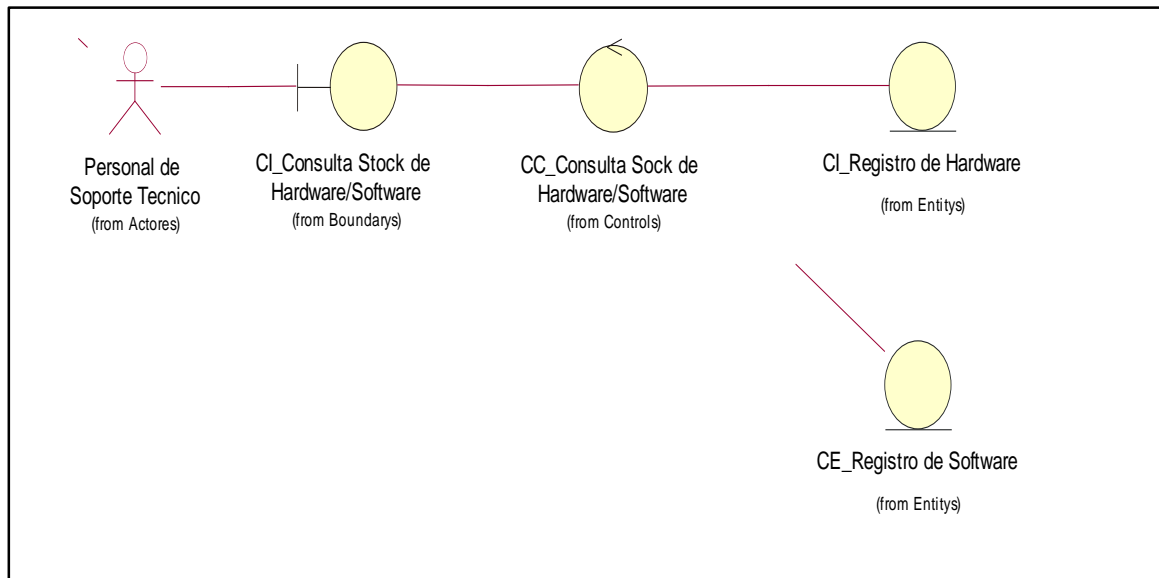 Personal de
Soporte Tecnico
(from Actores)
CI_Consulta Stock de
Hardware/Software
(from Boundarys)
CC_Consulta Sock de
Hardware/Software
(from Controls)
CI_Registro de Hardware
(from Entitys)
CE_Registro de Software
(from Entitys)